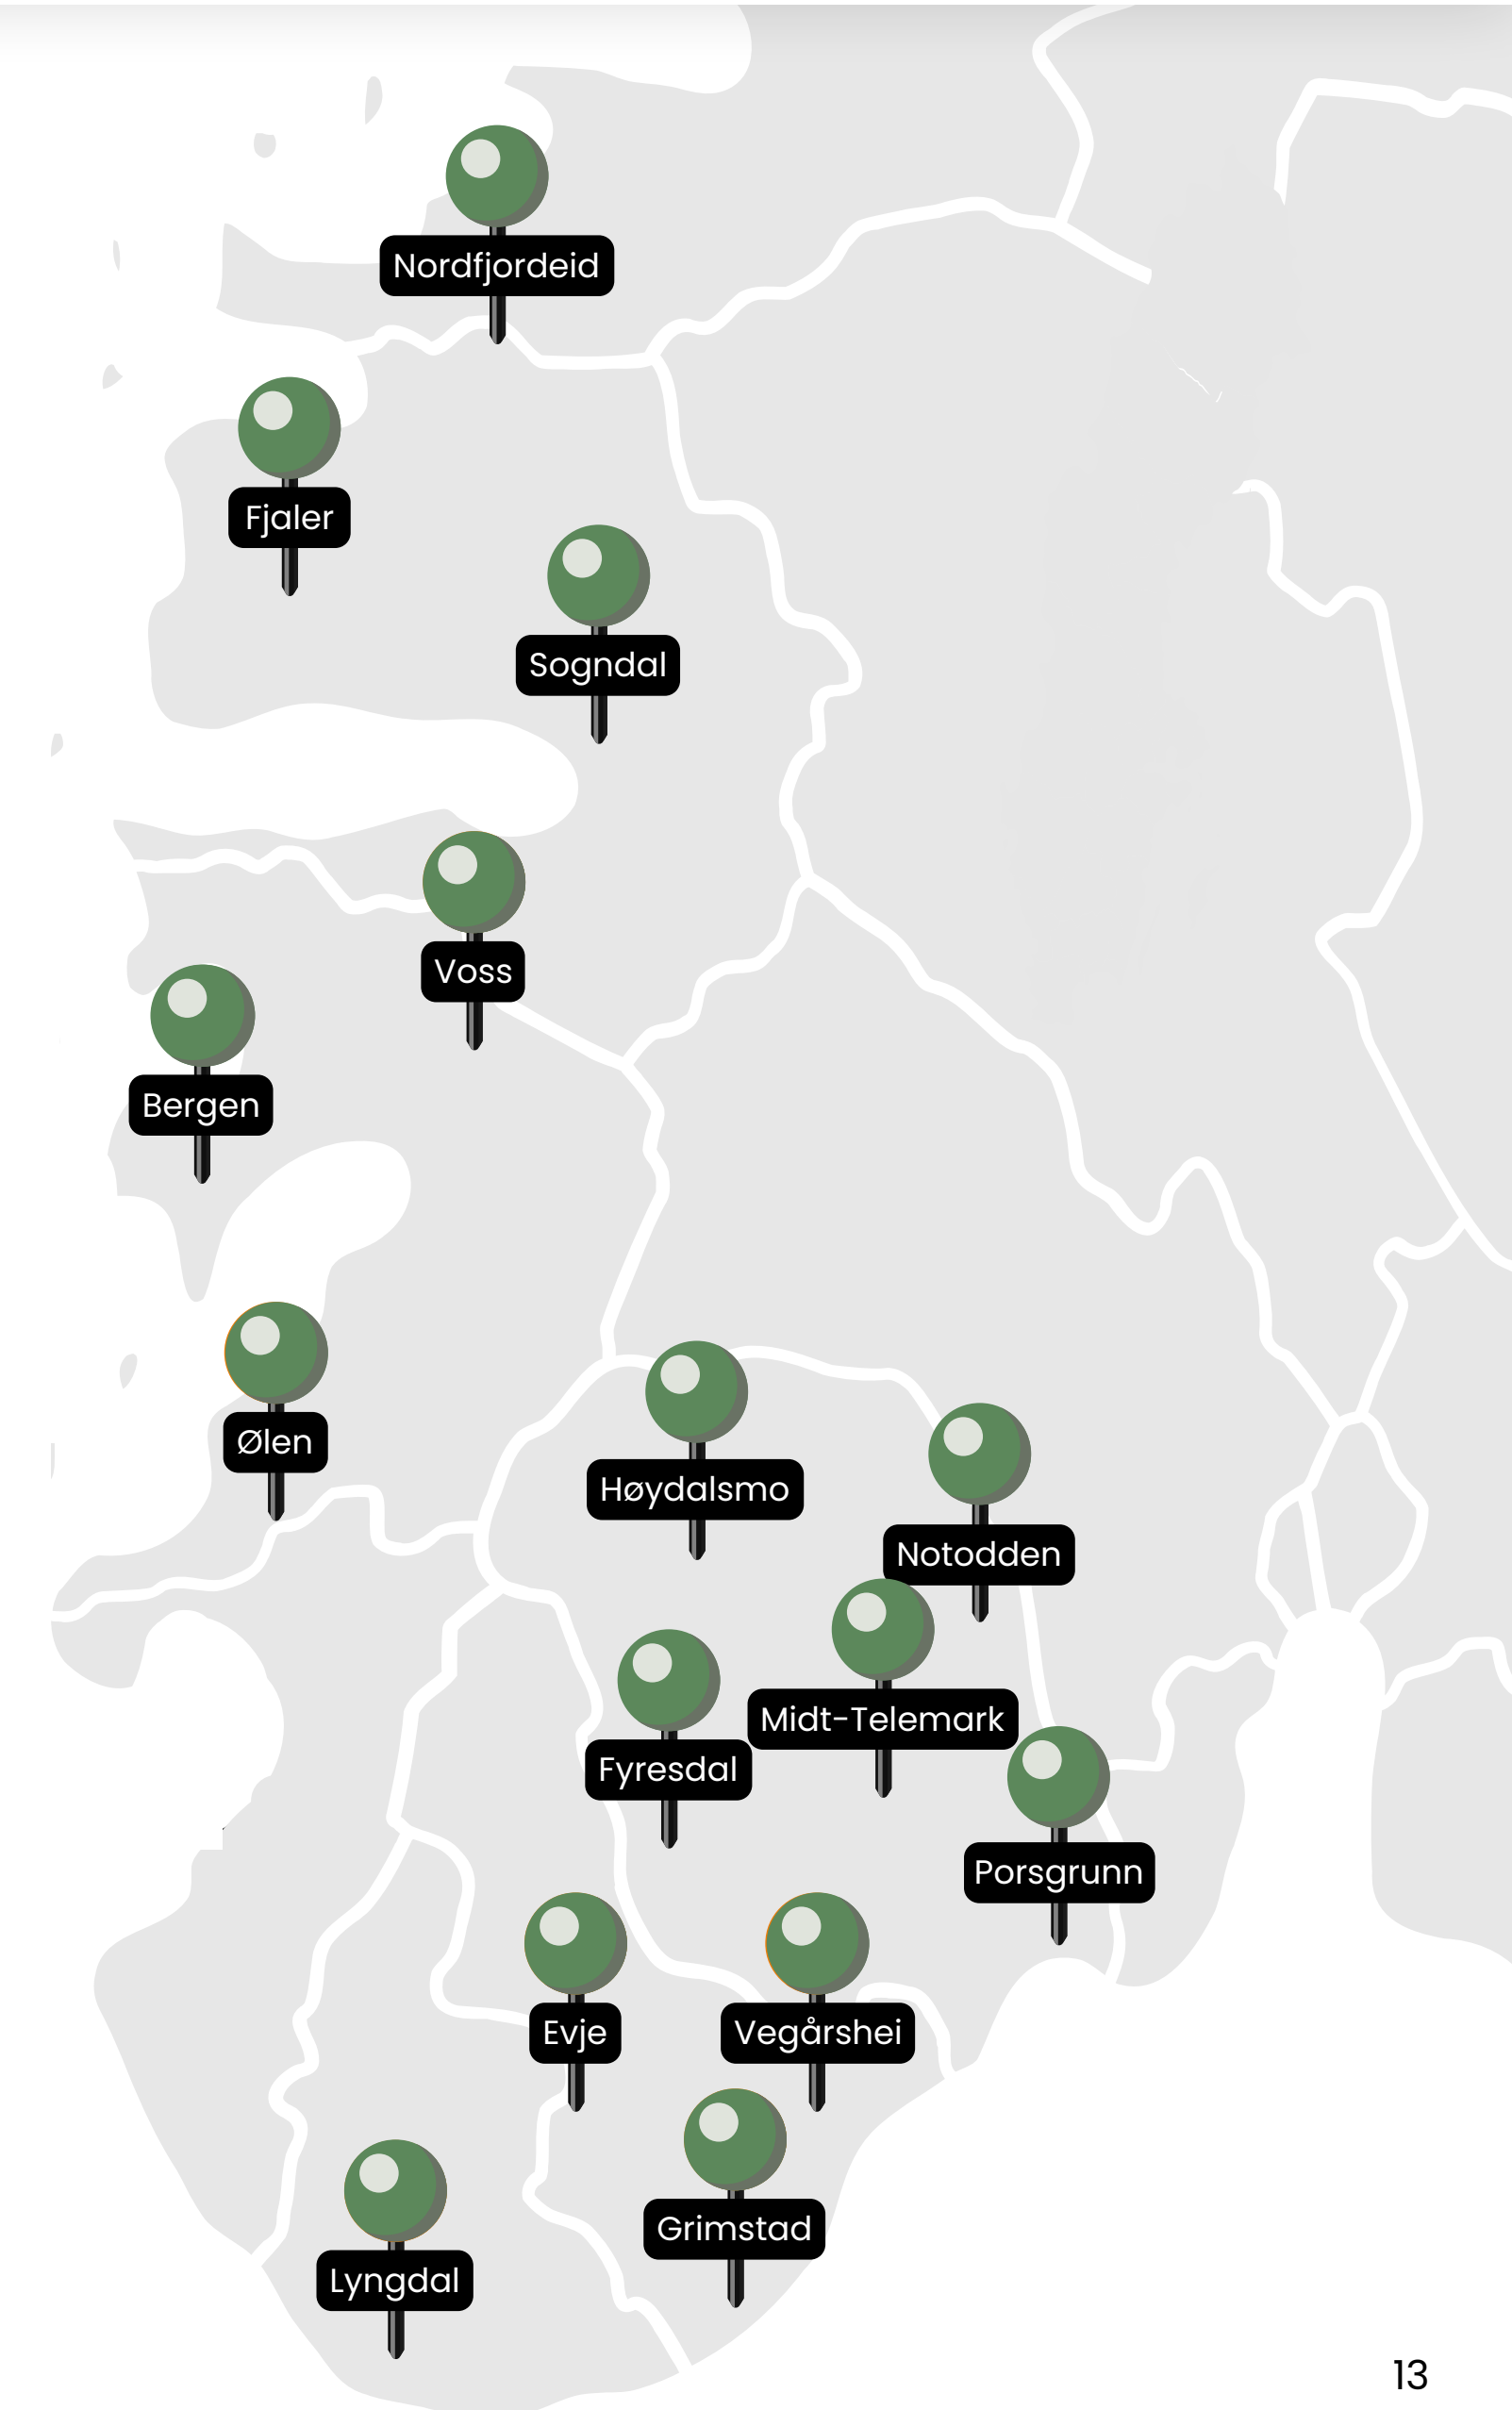 Nordfjordeid
Fjaler
Sogndal
Voss
Bergen
Ølen
Høydalsmo
Notodden
Midt-Telemark
Fyresdal
Porsgrunn
Evje
Vegårshei
Grimstad
Lyngdal
13